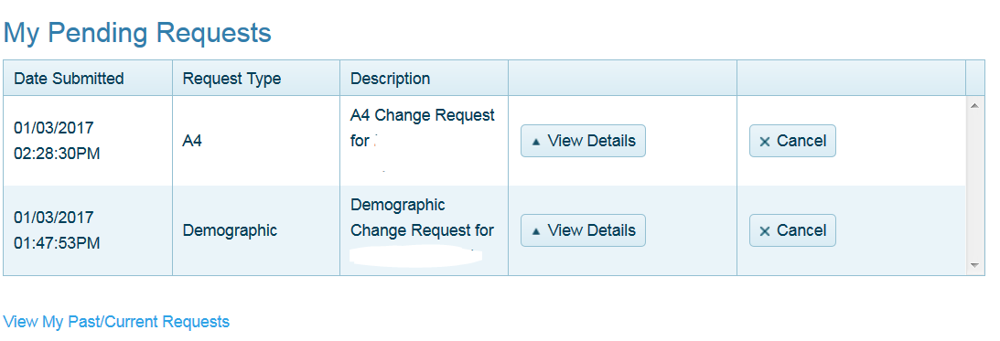 My Pending Requests
Date Submitted Request Type Description
01/03/2017
02:28:30PM
A4
A4 Change Request
for
View Details
Cancel
01/03/2017
01:47:53PM
Demographic
Demographic
Change Request for
View Details
Cancel
View My Past/Current Requests